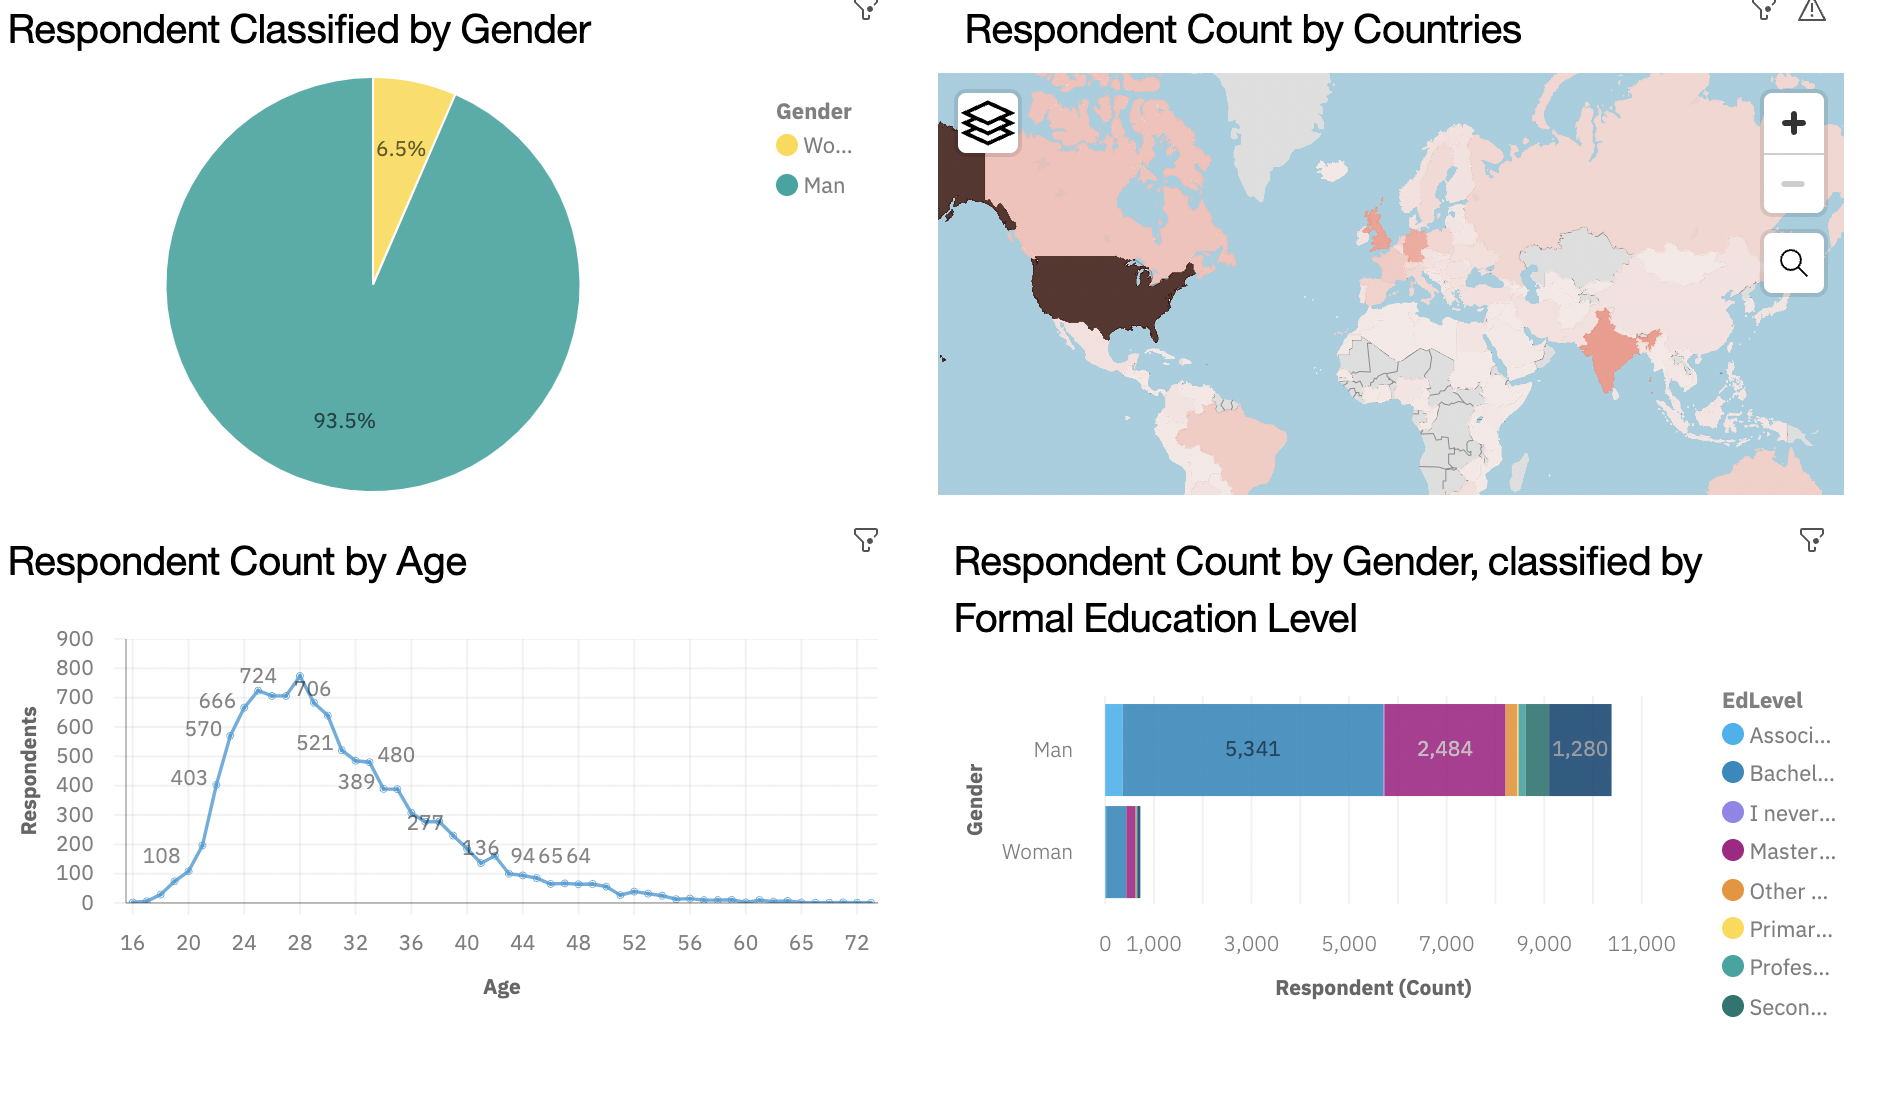 Respondent Classified by Gender
6.5%
93.5%
Gender
Wo...
Man
Respondent Count by Countries
Respondent Count by Age
Respondents
900
800
700
600
500
400
300
200
100
0
108
403
570
666
724
706
521
480
389
277
136
94
65
64
16 20 24 28 32 36 40 44 48 52 56 60 65 72
Age
Respondent Count by Gender, classified by
Formal Education Level
Gender
Man
5,341
2,484
1,280
Woman
0 1,000 3,000 5,000 7,000 9,000 11,000
Respondent (Count)
EdLevel
Associ...
Bachel...
I never...
Master...
Other ...
Primar...
Profes...
Secon...